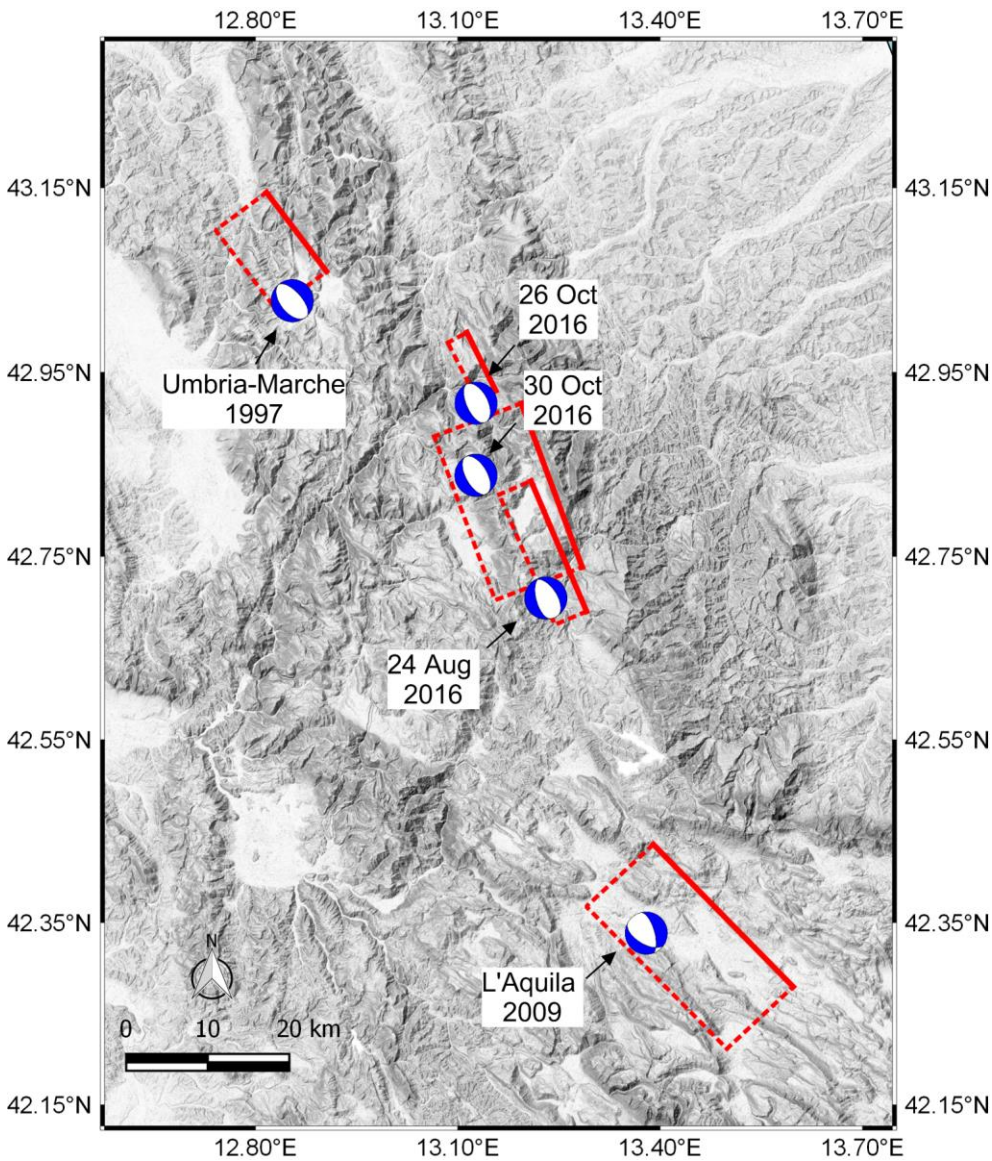 12.80°E 13.10°E 13.40°E 13.70°E
43.15°N 43.15°N
26 Oct
2016
42.95°N 42.95°N
Umbria-Marche
1997
30 Oct
2016
42.75°N 42.75°N
24 Aug
2016
42.55°N 42.55°N
42.35°N 42.35°N
N
L'Aquila
2009
0 10 20 km
42.15°N 42.15°N
12.80°E 13.10°E 13.40°E 13.70°E